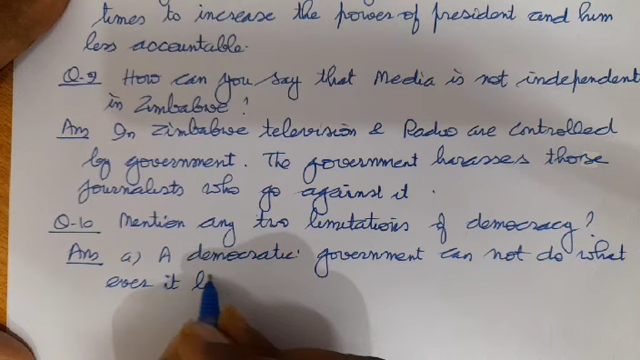 times to increase the power of president and him
less accountable.
Q-9 How can you say that Media is not independent
in Zimbabwe?
Ans In Zimbabwe television & Radio are controlled
by government. The government harasses those
journalists who go against it.
Q-10 Mention any two limitations of democracy?
Ans a) A democratic government can not do what
ever it l